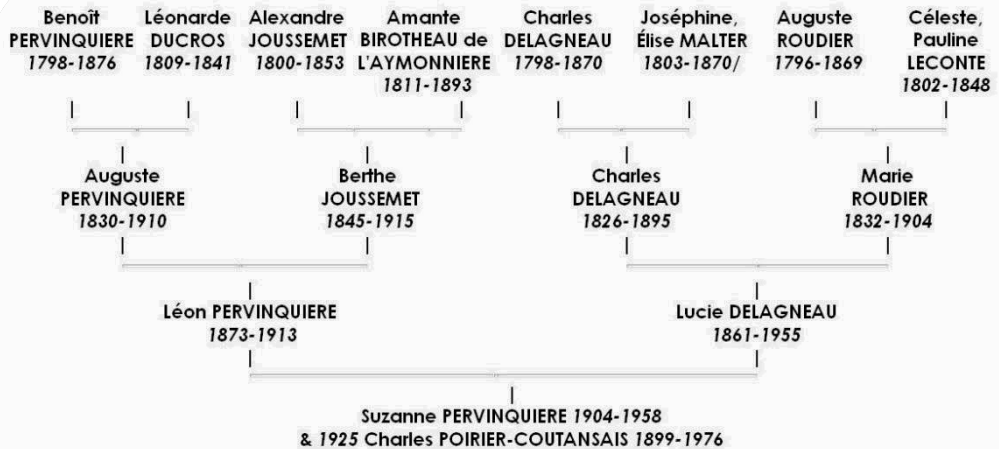 Benoît
PERVINQUIERE
1798-1876
Léonarde
DUCROS
1809-1841
Alexandre
JOUSSEMET
1800-1853
Amante
BIROTHEAU de
L'AYMONNIERE
1811-1893
Charles
DELAGNEAU
1798-1870
Joséphine,
Élise MALTER
1803-1870/
Auguste
ROUDIER
1796-1869
Céleste,
Pauline
LECONTE
1802-1848
Auguste
PERVINQUIERE
1830-1910
Berthe
JOUSSEMET
1845-1915
Charles
DELAGNEAU
1826-1895
Marie
ROUDIER
1832-1904
Léon PERVINQUIERE
1873-1913
Lucie DELAGNEAU
1861-1955
Suzanne PERVINQUIERE 1904-1958
& 1925 Charles POIRIER-COUTANSAIS 1899-1976